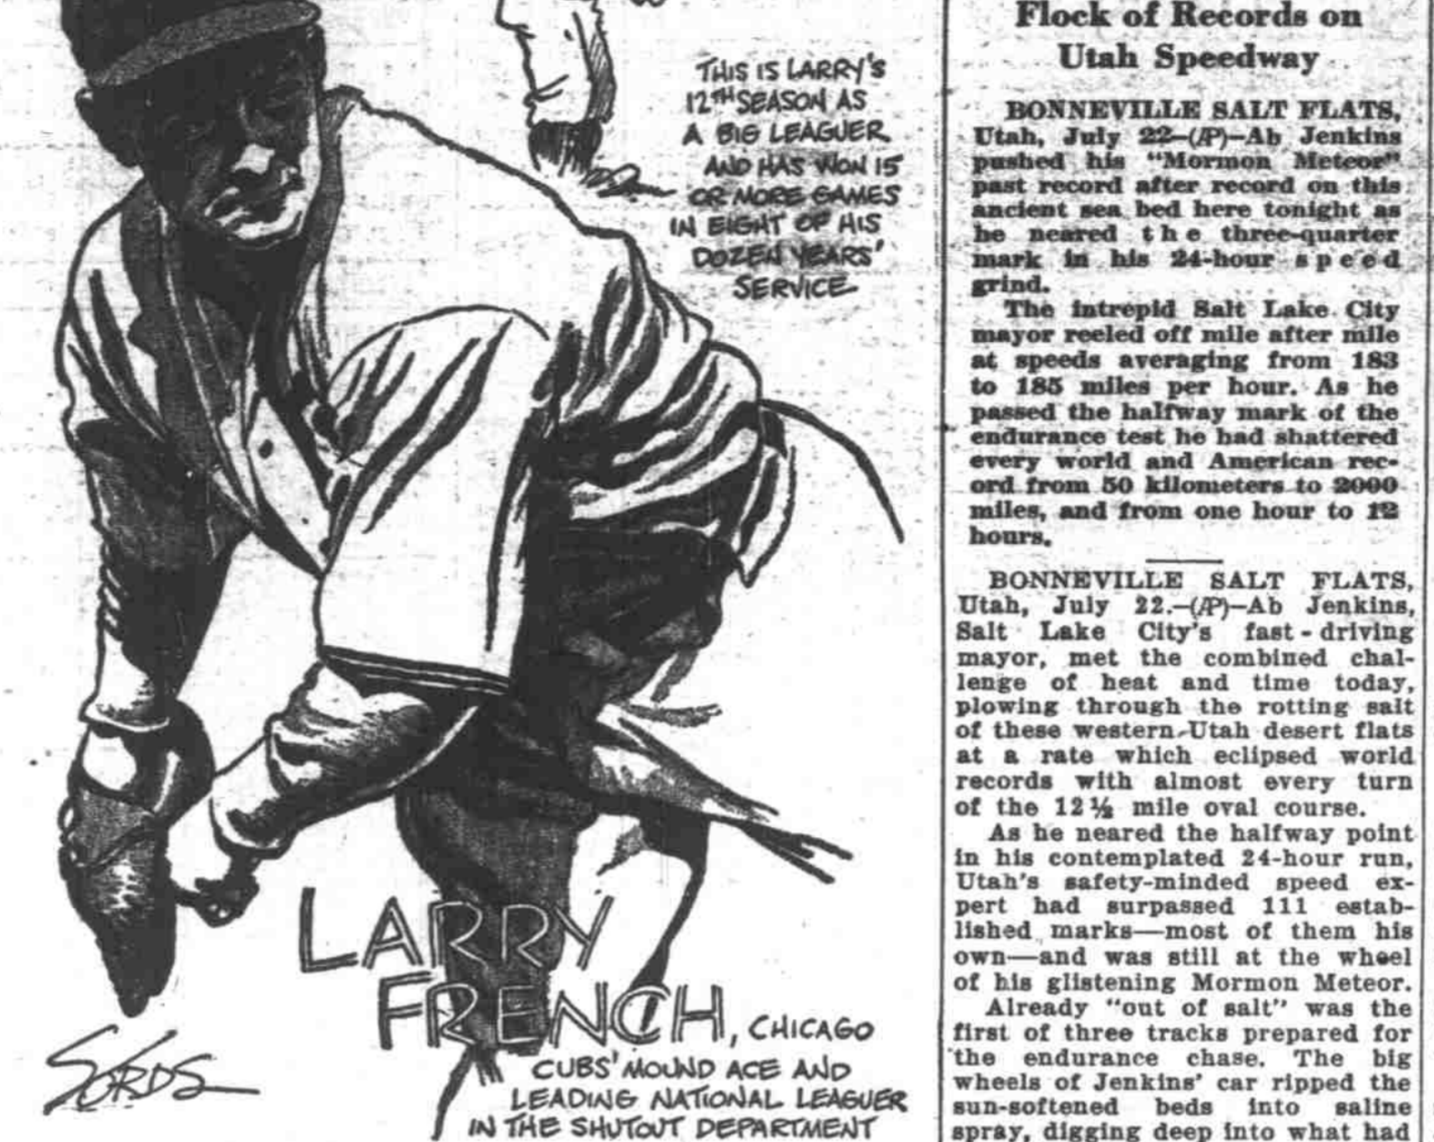 THIS IS LARRY'S
12TH SEASON AS
A BIG LEAGUER
AND HAS WON 15
OR MORE GAMES
IN EIGHT OF HIS
DOZEN YEARS'
SERVICE
LARRY
FRENCH, CHICAGO
CUBS' MOUND ACE AND
LEADING NATIONAL LEAGUER
IN THE SHUTOUT DEPARTMENT
SORDS
Flock of Records on
Utah Speedway
BONNEVILLE SALT FLATS,
Utah, July 22—(AP)—Ab Jenkins
pushed his "Mormon Meteor"
past record after record on this
ancient sea bed here tonight as
he neared the three-quarter
mark in his 24-hour speed
grind.
The intrepid Salt Lake City
mayor reeled off mile after mile
at speeds averaging from 183
to 185 miles per hour. As he
passed the halfway mark of the
endurance test he had shattered
every world and American rec-
ord from 50 kilometers to 2000
miles, and from one hour to 12
hours.
BONNEVILLE SALT FLATS,
Utah, July 22.—(AP)—Ab Jenkins,
Salt Lake City's fast-driving
mayor, met the combined chal-
lenge of heat and time today,
plowing through the rotting salt
of these western Utah desert flats
at a rate which eclipsed world
records with almost every turn
of the 12½ mile oval course.
As he neared the halfway point
in his contemplated 24-hour run,
Utah's safety-minded speed ex-
pert had surpassed 111 estab-
lished marks—most of them his
own—and was still at the wheel
of his glistening Mormon Meteor.
Already "out of salt" was the
first of three tracks prepared for
the endurance chase. The big
wheels of Jenkins' car ripped the
sun-softened beds into saline
spray, digging deep into what had